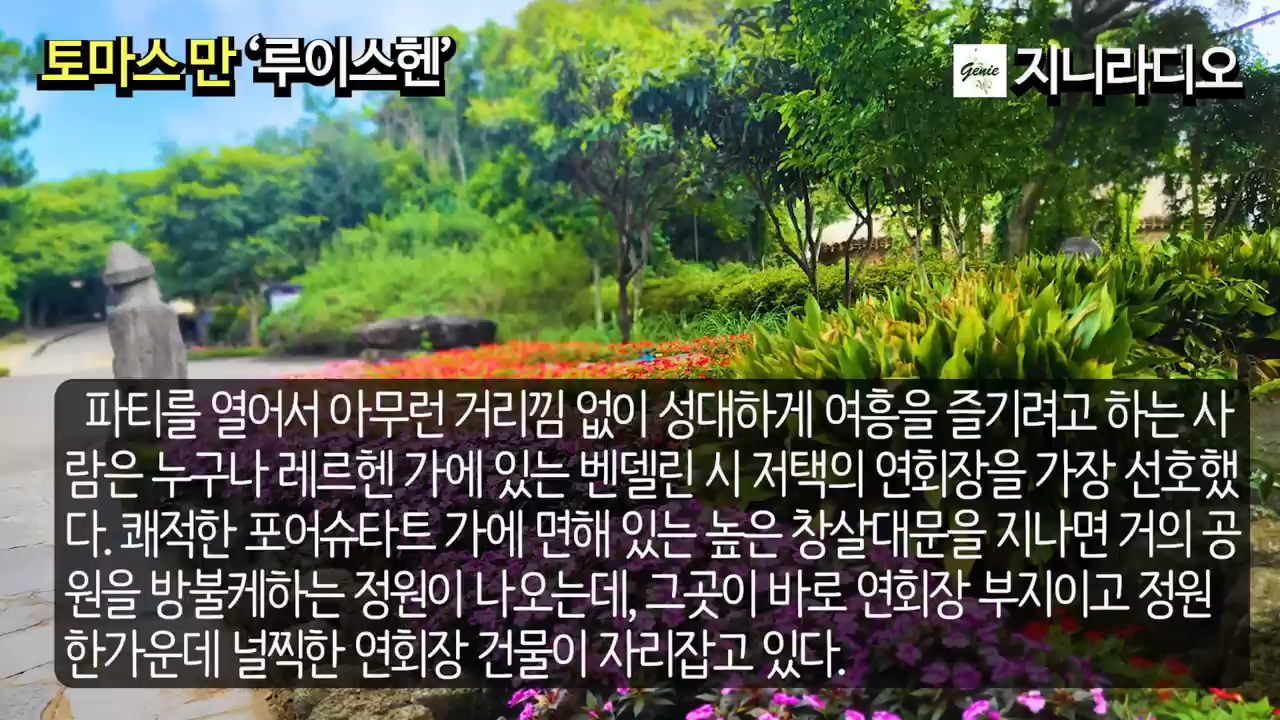 토마스 만 ‘루이스헨’
Genie 지니라디오
파티를 열어서 아무런 거리낌 없이 성대하게 여흥을 즐기려고 하는 사
람은 누구나 레르헨 가에 있는 벤델린 시 저택의 연회장을 가장 선호했
다. 쾌적한 포어슈타트 가에 면해 있는 높은 창살대문을 지나면 거의 공
원을 방불케하는 정원이 나오는데, 그곳이 바로 연회장 부지이고 정원
한가운데 널찍한 연회장 건물이 자리잡고 있다.